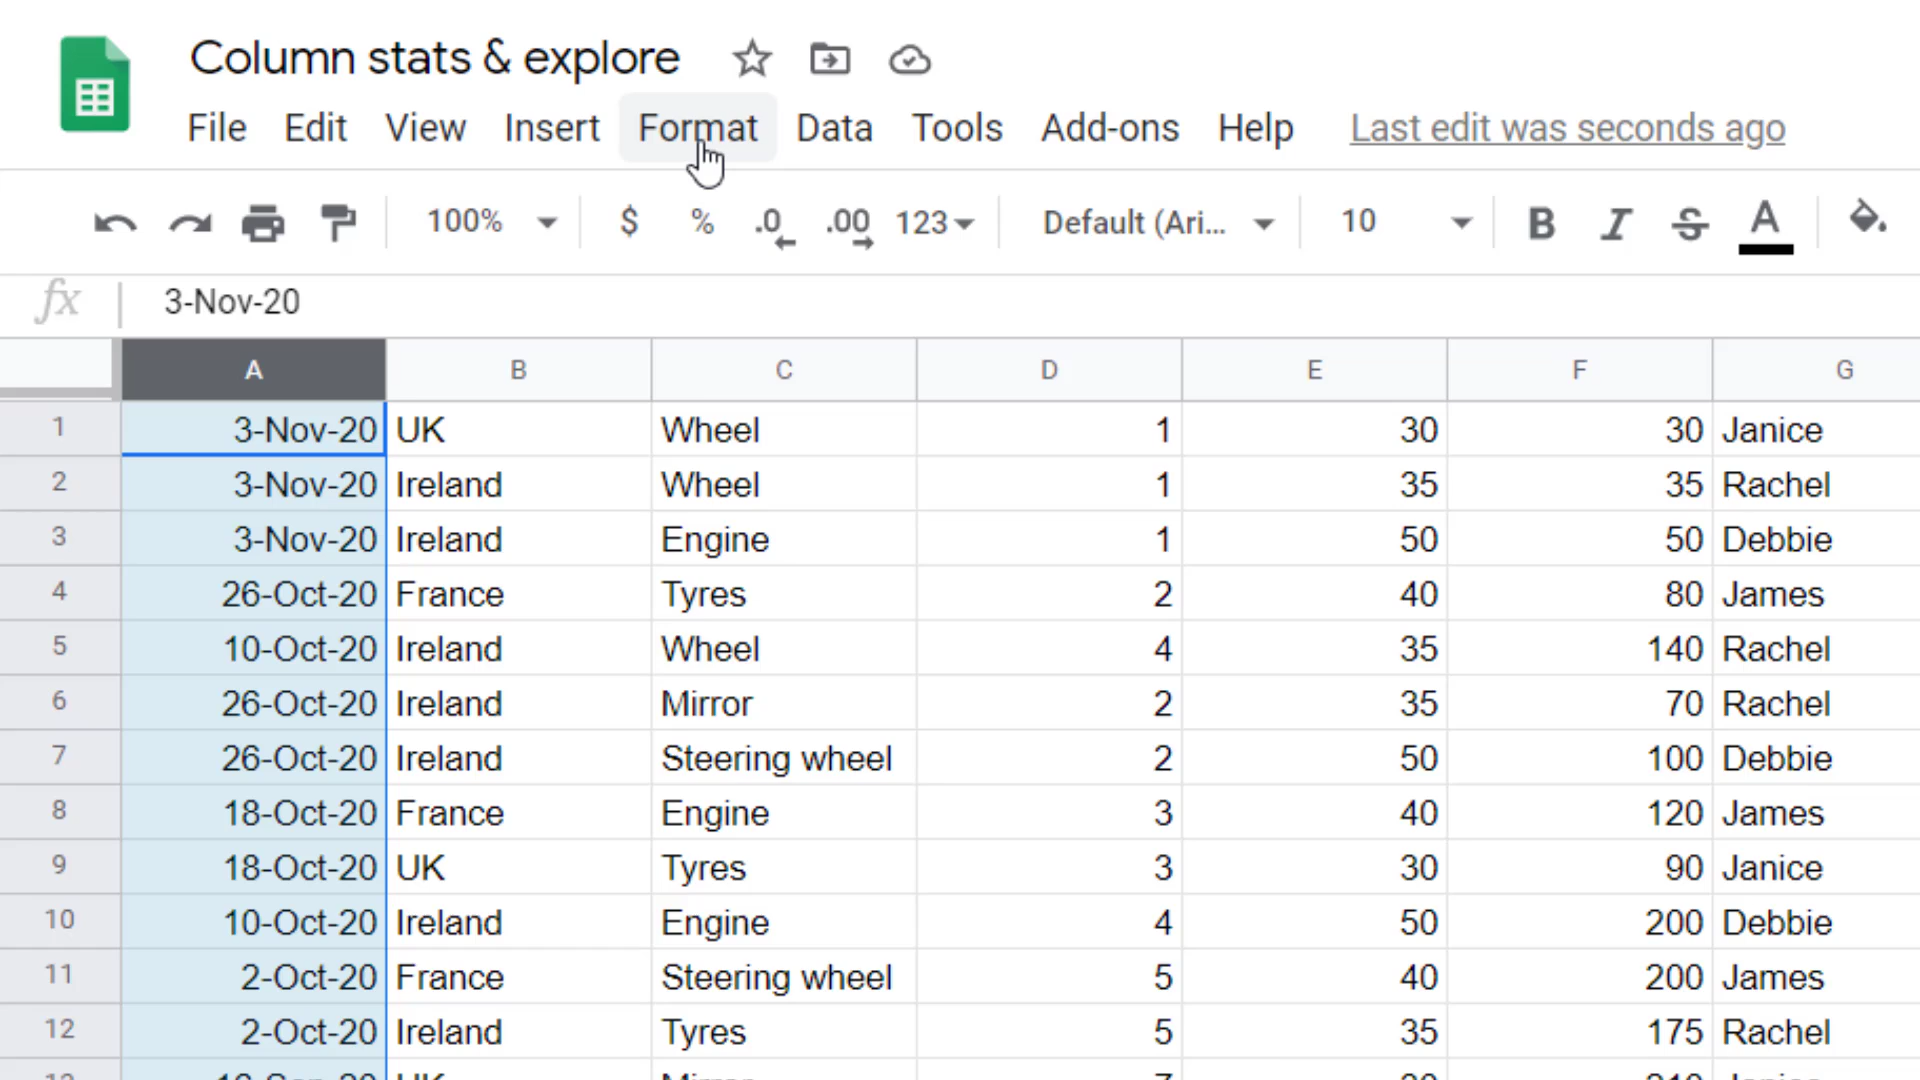 Column stats & explore
File Edit View Insert Format Data Tools Add-ons Help Last edit was seconds ago
100% $ % .0 .00 123 Default (Ari... 10 B I S A
fx 3-Nov-20
A B C D E F G
1 3-Nov-20 UK Wheel 1 30 30 Janice
2 3-Nov-20 Ireland Wheel 1 35 35 Rachel
3 3-Nov-20 Ireland Engine 1 50 50 Debbie
4 26-Oct-20 France Tyres 2 40 80 James
5 10-Oct-20 Ireland Wheel 4 35 140 Rachel
6 26-Oct-20 Ireland Mirror 2 35 70 Rachel
7 26-Oct-20 Ireland Steering wheel 2 50 100 Debbie
8 18-Oct-20 France Engine 3 40 120 James
9 18-Oct-20 UK Tyres 3 30 90 Janice
10 10-Oct-20 Ireland Engine 4 50 200 Debbie
11 2-Oct-20 France Steering wheel 5 40 200 James
12 2-Oct-20 Ireland Tyres 5 35 175 Rachel